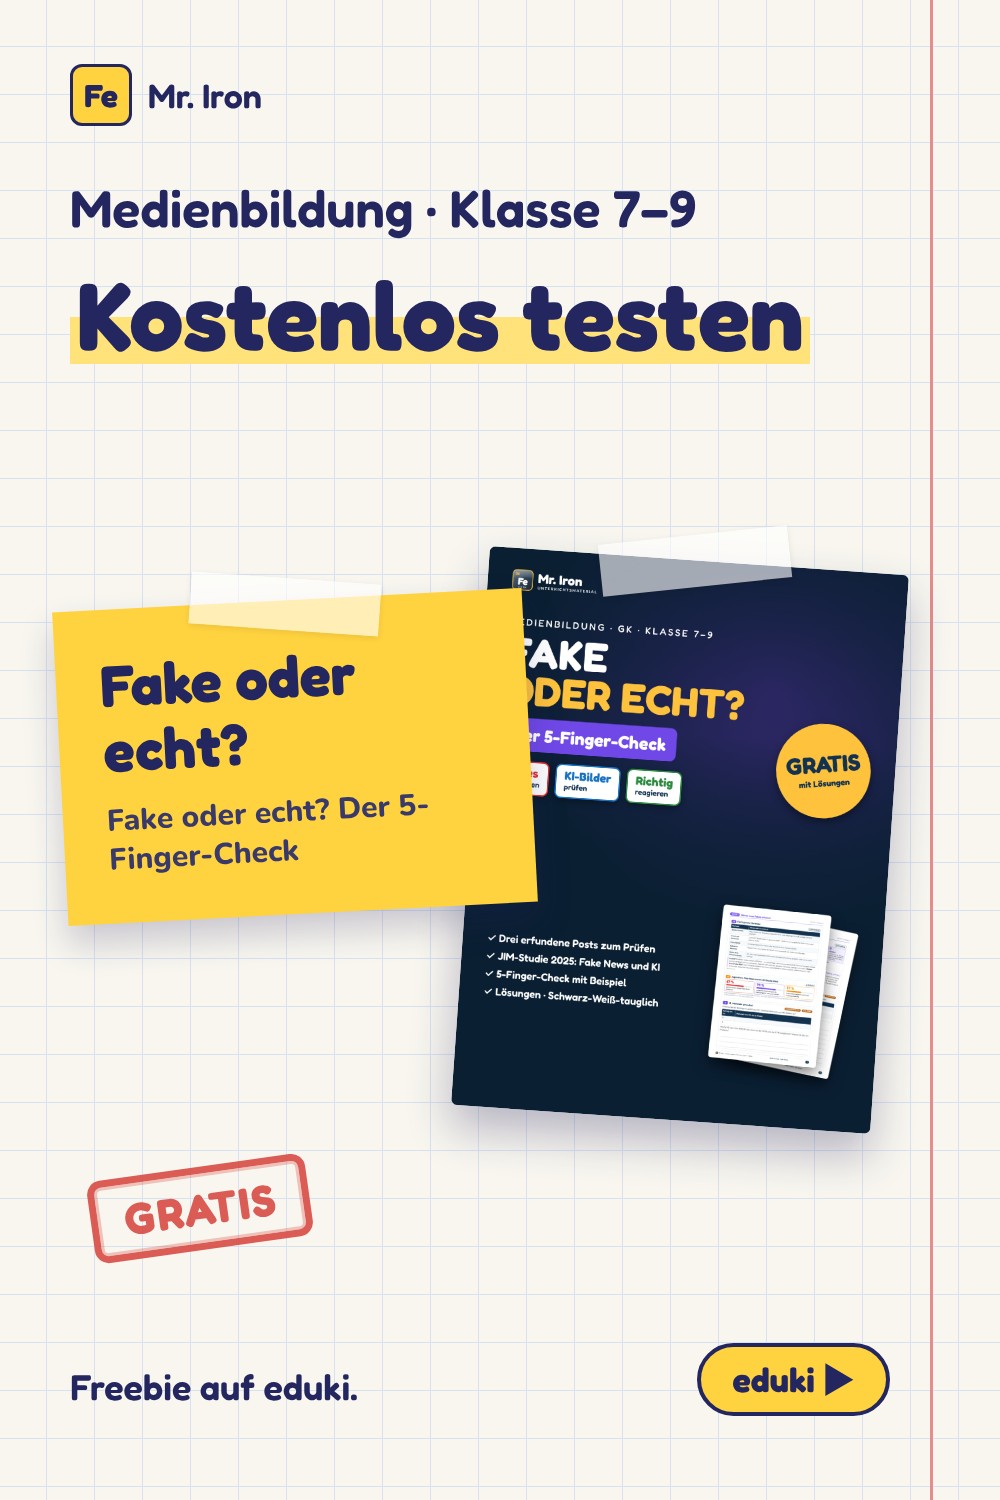 Fe Mr. Iron
Medienbildung · Klasse 7–9
Kostenlos testen
Fake oder
echt?
Fake oder echt? Der 5-
Finger-Check
Fe Mr. Iron
UNTERRICHTSMATERIAL
· GK · KLASSE 7–9
FAKE
ODER ECHT?
5-Finger-Check
KI-Bilder
prüfen
Richtig
reagieren
GRATIS
mit Lösungen
✓ Drei erfundene Posts zum Prüfen
✓ JIM-Studie 2025: Fake News und KI
✓ 5-Finger-Check mit Beispiel
✓ Lösungen · Schwarz-Weiß-tauglich
GRATIS
Freebie auf eduki.
eduki